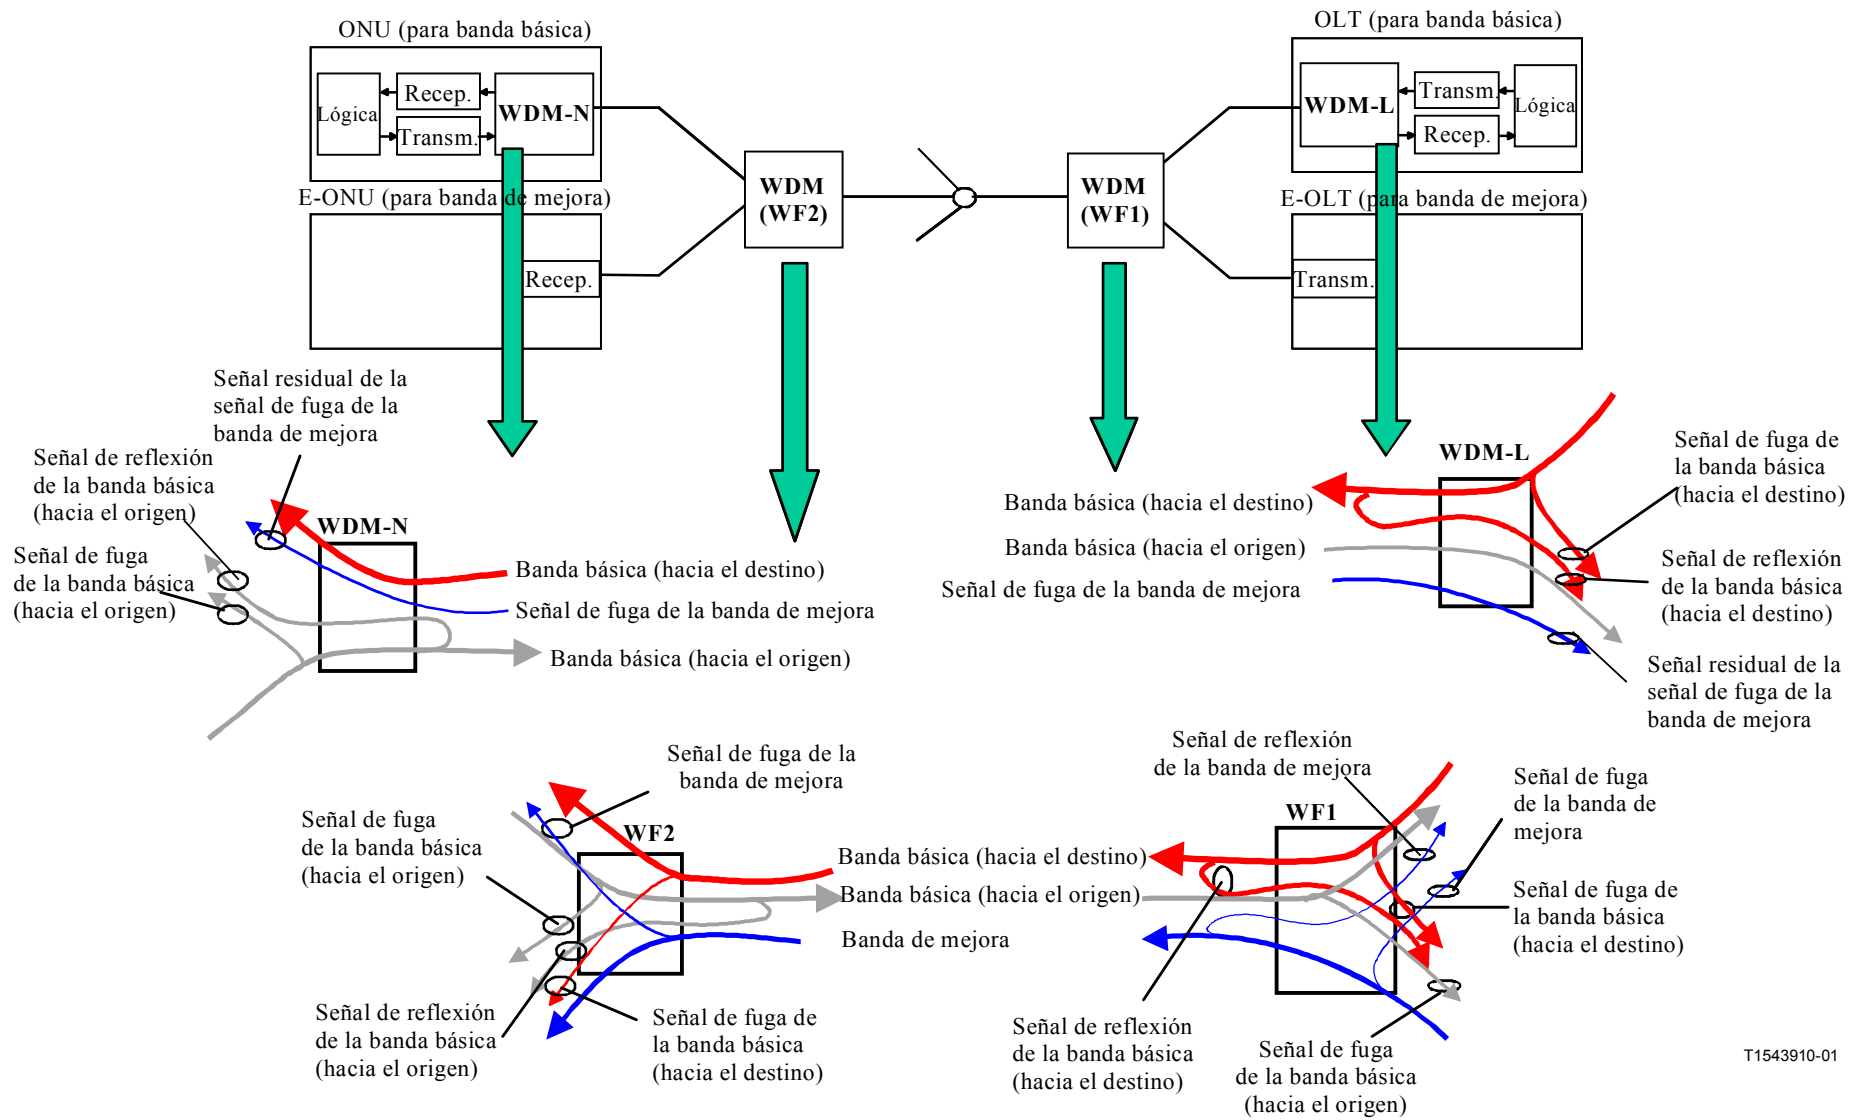 ONU (para banda básica)
OLT (para banda básica)
Lógica
Recep.
Transm.
WDM-N
WDM-L
Transm.
Recep.
Lógica
E-ONU (para banda de mejora)
WDM
(WF2)
WDM
(WF1)
E-OLT (para banda de mejora)
Recep.
Transm.
Señal residual de la
señal de fuga de la
banda de mejora
Señal de reflexión
de la banda básica
(hacia el origen)
Señal de fuga
de la banda básica
(hacia el origen)
WDM-N
Banda básica (hacia el destino)
Señal de fuga de la banda de mejora
Banda básica (hacia el origen)
WDM-L
Banda básica (hacia el destino)
Banda básica (hacia el origen)
Señal de fuga de la banda de mejora
Señal de fuga de
la banda básica
(hacia el destino)
Señal de reflexión
de la banda básica
(hacia el destino)
Señal residual de la
señal de fuga de la
banda de mejora
Señal de fuga de la
banda de mejora
Señal de fuga
de la banda básica
(hacia el origen)
WF2
Señal de reflexión
de la banda básica
(hacia el origen)
Señal de fuga de
la banda básica
(hacia el destino)
Banda básica (hacia el destino)
Banda básica (hacia el origen)
Banda de mejora
Señal de reflexión
de la banda de mejora
WF1
Señal de fuga
de la banda de
mejora
Señal de fuga de
la banda básica
(hacia el destino)
Señal de reflexión
de la banda básica
(hacia el destino)
Señal de fuga
de la banda básica
(hacia el origen)
T1543910-01